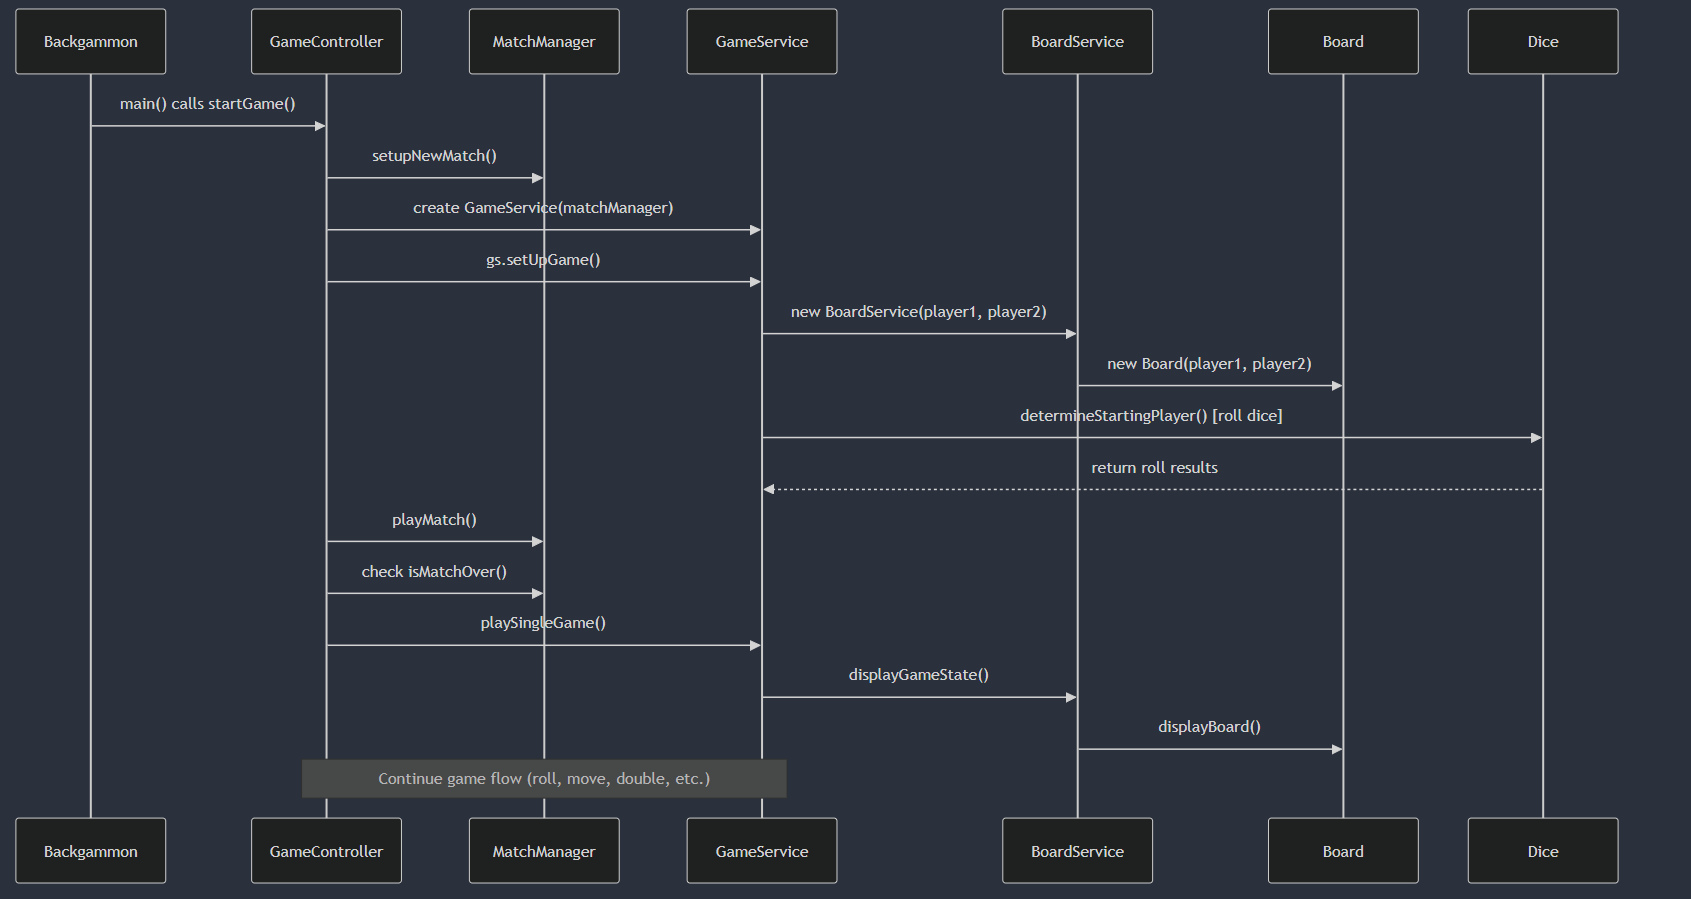 Backgammon
GameController
MatchManager
GameService
BoardService
Board
Dice
main() calls startGame()
setupNewMatch()
create GameService(matchManager)
gs.setUpGame()
new BoardService(player1, player2)
new Board(player1, player2)
determineStartingPlayer() [roll dice]
return roll results
playMatch()
check isMatchOver()
playSingleGame()
displayGameState()
displayBoard()
Continue game flow (roll, move, double, etc.)
Backgammon
GameController
MatchManager
GameService
BoardService
Board
Dice